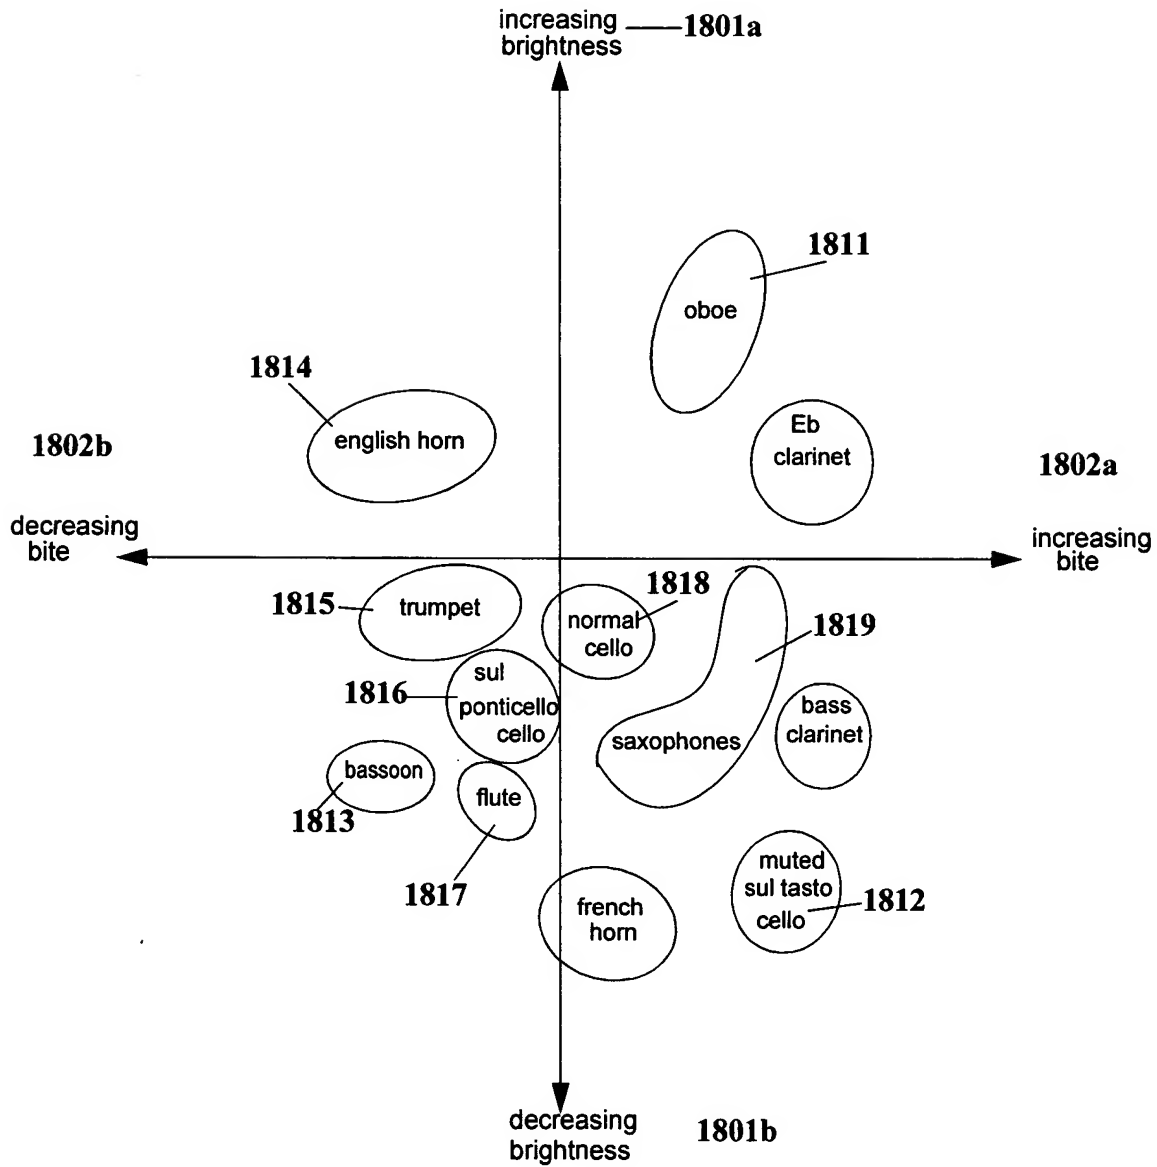 increasing
brightness
1801a
1811
oboe
1814
english horn
Eb
clarinet
1802b
1802a
decreasing
bite
increasing
bite
1815
trumpet
1818
normal
cello
1819
sul
ponticello
cello
1816
bass
clarinet
saxophones
bassoon
1813
flute
1817
muted
sul tasto
cello
1812
french
horn
decreasing
brightness
1801b